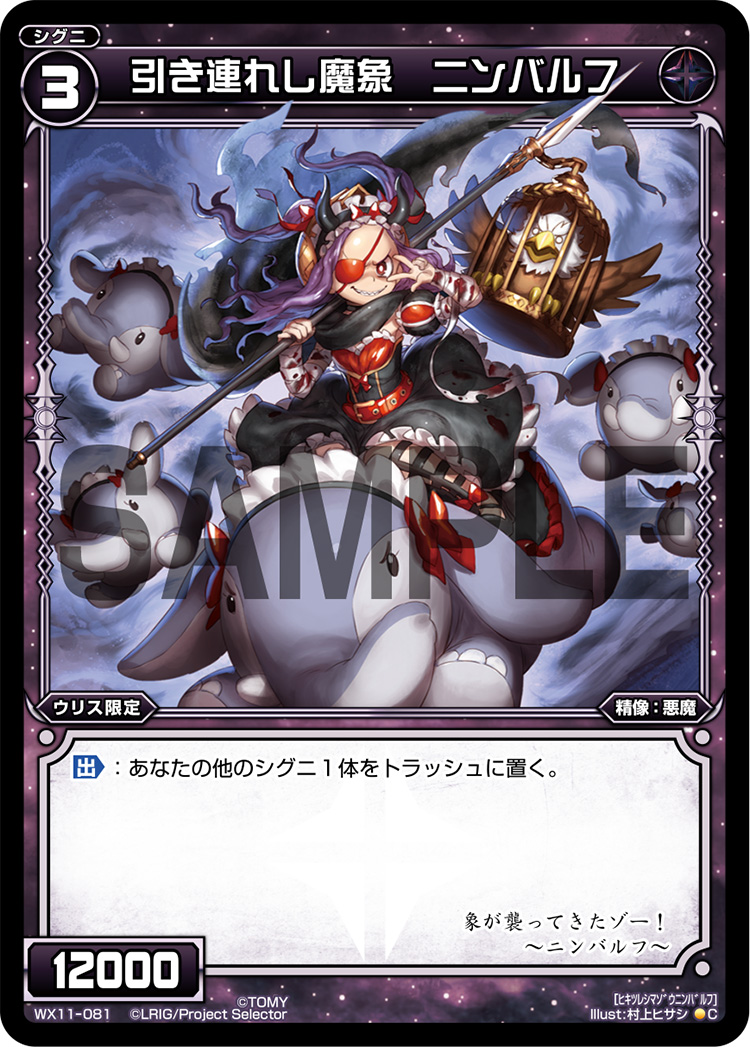 シグニ
3
引き連れし魔象 ニンバルフ
SAMPLE
ウリス限定
精像：悪魔
出：あなたの他のシグニ１体をトラッシュに置く。
象が襲ってきたゾー！
～ニンバルフ～
12000
©TOMY
[ﾋｷﾂﾚｼﾏｿﾞｳﾆﾝﾊﾞﾙﾌ]
WX11-081 ©LRIG/Project Selector
Illust:村上ヒサシ C